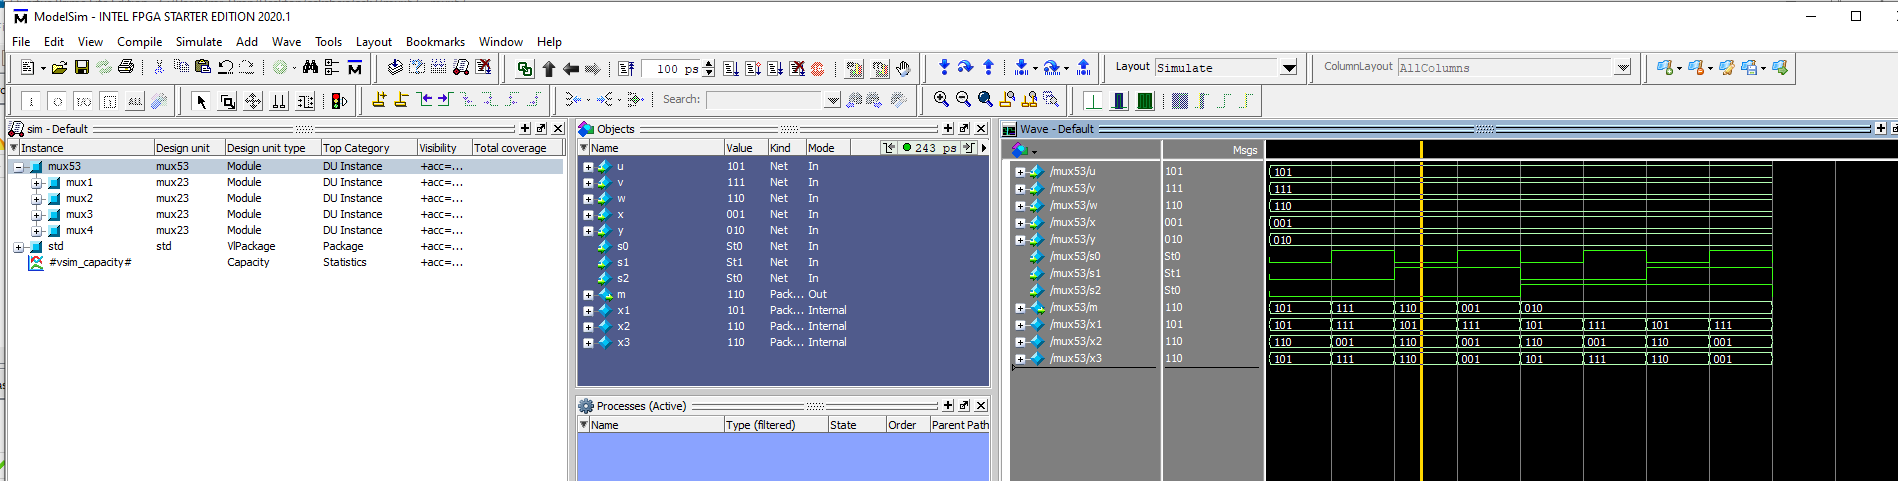 ModelSim - INTEL FPGA STARTER EDITION 2020.1
File Edit View Compile Simulate Add Wave Tools Layout Bookmarks Window Help
100 ps
Layout Simulate
ColumnLayout AllColumns
Search:
sim - Default
Instance Design unit Design unit type Top Category Visibility Total coverage
mux53 mux53 Module DU Instance +acc=...
mux1 mux23 Module DU Instance +acc=...
mux2 mux23 Module DU Instance +acc=...
mux3 mux23 Module DU Instance +acc=...
mux4 mux23 Module DU Instance +acc=...
std std VlPackage Package +acc=...
#vsim_capacity# Capacity Statistics +acc=...
Objects
Name Value Kind Mode 243 ps
u 101 Net In
v 111 Net In
w 110 Net In
x 001 Net In
y 010 Net In
s0 St0 Net In
s1 St1 Net In
s2 St0 Net In
m 110 Pack... Out
x1 101 Pack... Internal
x2 110 Pack... Internal
x3 110 Pack... Internal
Processes (Active)
Name Type (filtered) State Order Parent Path
Wave - Default
Msgs
/mux53/u 101 101
/mux53/v 111 111
/mux53/w 110 110
/mux53/x 001 001
/mux53/y 010 010
/mux53/s0 St0
/mux53/s1 St1
/mux53/s2 St0
/mux53/m 110 101 111 110 001 010
/mux53/x1 101 101 111 101 111 101 111 101 111
/mux53/x2 110 110 001 110 001 110 001 110 001
/mux53/x3 110 101 111 110 001 101 111 110 001